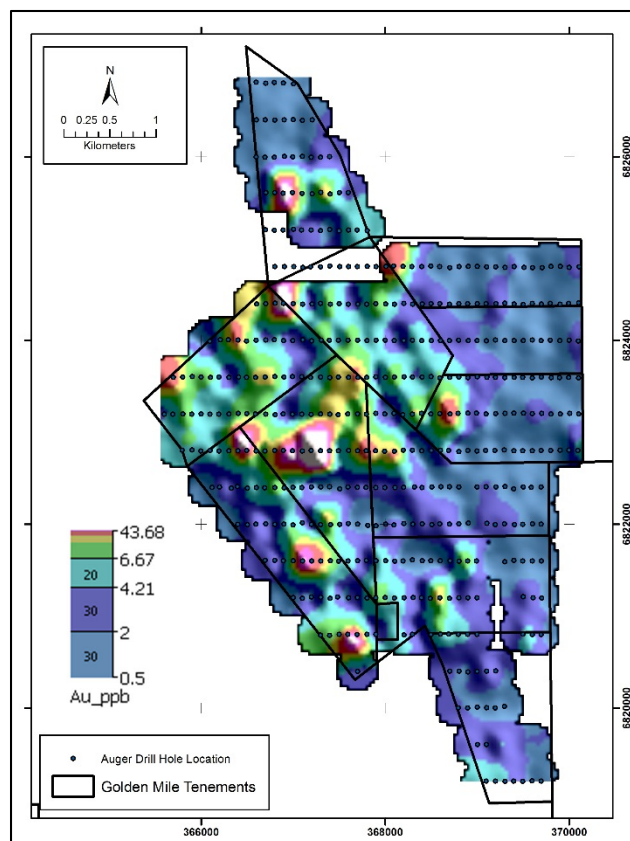 N
0 0.25 0.5 1
Kilometers
6826000
6824000
6822000
6820000
43.68
6.67
20
4.21
30
2
30
0.5
Au_ppb
Auger Drill Hole Location
Golden Mile Tenements
366000 368000 370000